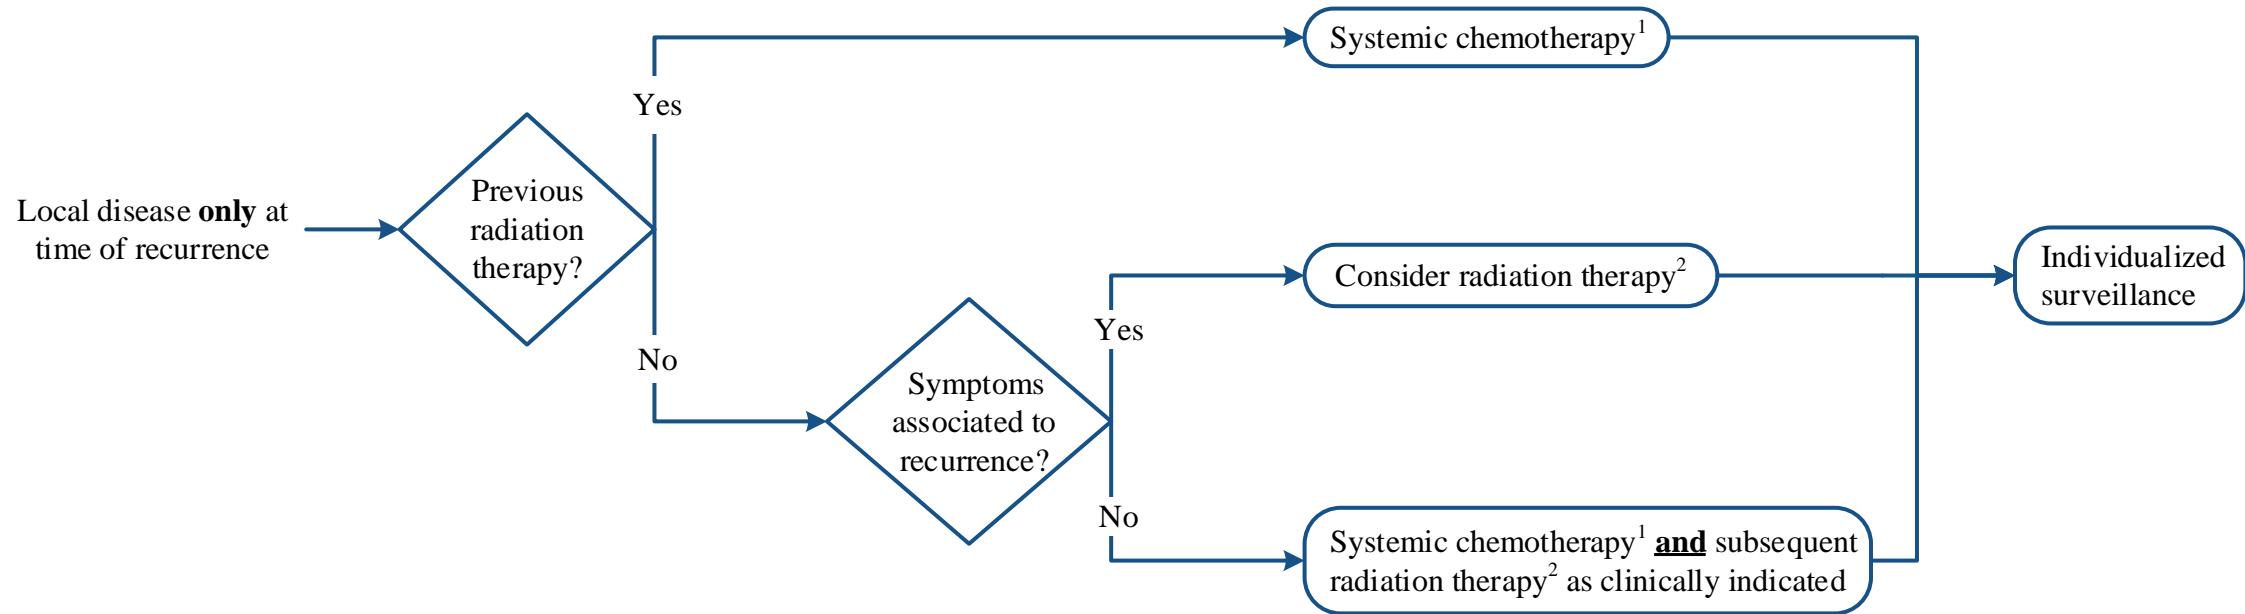 Local disease only at
time of recurrence
Previous
radiation
therapy?
Yes
No
Symptoms
associated to
recurrence?
Yes
No
Systemic chemotherapy¹
Consider radiation therapy²
Systemic chemotherapy¹ and subsequent
radiation therapy² as clinically indicated
Individualized
surveillance